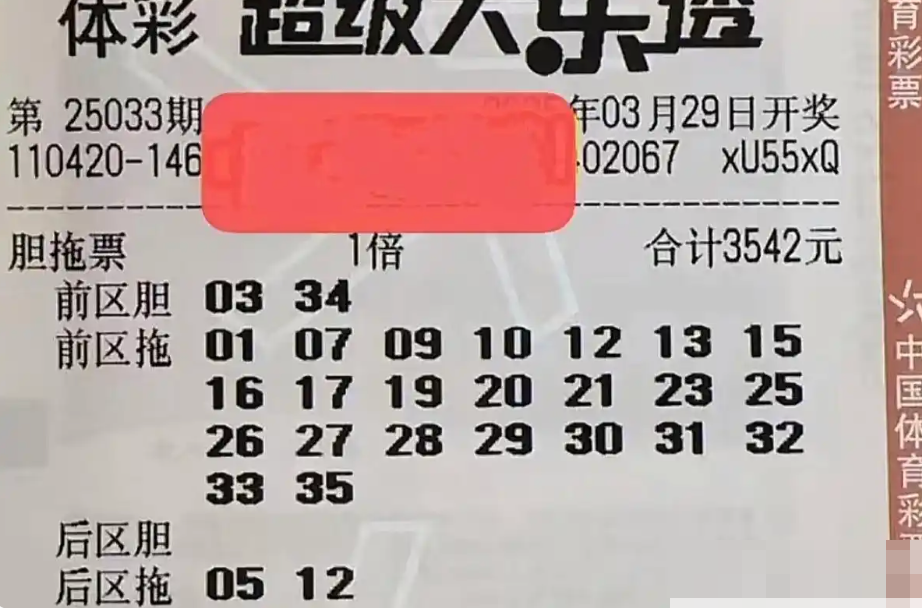 体彩 超级大乐透
第 25033期 年03月29日开奖
110420-146 02067 xU55xQ
胆拖票 1倍 合计3542元
前区胆 03 34
前区拖 01 07 09 10 12 13 15
16 17 19 20 21 23 25
26 27 28 29 30 31 32
33 35
后区胆
后区拖 05 12
育彩票
中国体育彩